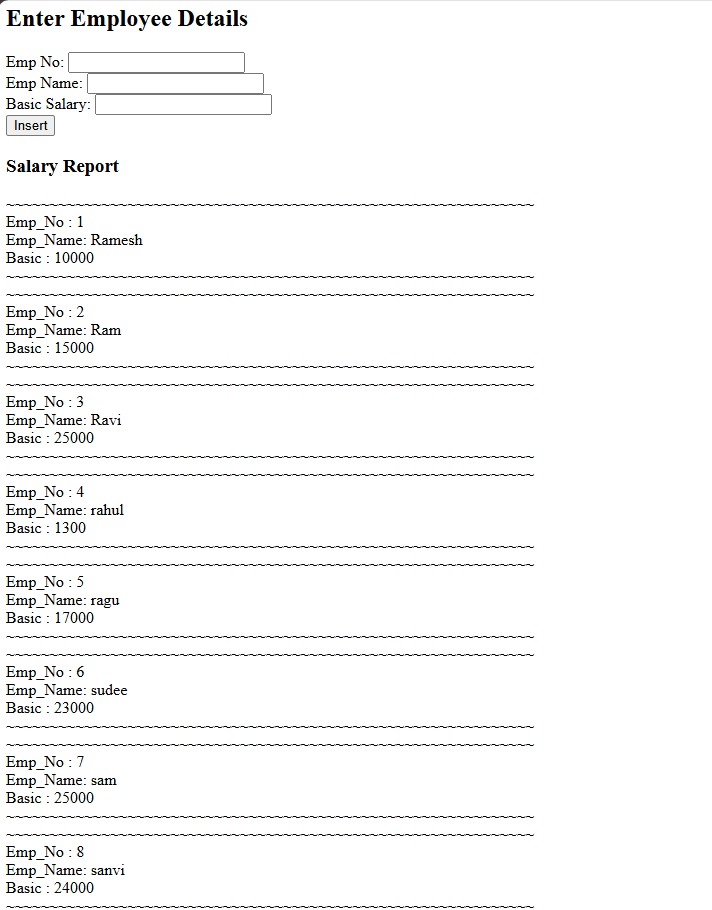 Enter Employee Details
Emp No:
Emp Name:
Basic Salary:
Insert
Salary Report
~~~~~~~~~~~~~~~~~~~~~~~~~~~~~~~~~~~~~~~~~~~~~~~~~~~~~~~~~~~~~
Emp_No : 1
Emp_Name: Ramesh
Basic : 10000
~~~~~~~~~~~~~~~~~~~~~~~~~~~~~~~~~~~~~~~~~~~~~~~~~~~~~~~~~~~~~
~~~~~~~~~~~~~~~~~~~~~~~~~~~~~~~~~~~~~~~~~~~~~~~~~~~~~~~~~~~~~
Emp_No : 2
Emp_Name: Ram
Basic : 15000
~~~~~~~~~~~~~~~~~~~~~~~~~~~~~~~~~~~~~~~~~~~~~~~~~~~~~~~~~~~~~
~~~~~~~~~~~~~~~~~~~~~~~~~~~~~~~~~~~~~~~~~~~~~~~~~~~~~~~~~~~~~
Emp_No : 3
Emp_Name: Ravi
Basic : 25000
~~~~~~~~~~~~~~~~~~~~~~~~~~~~~~~~~~~~~~~~~~~~~~~~~~~~~~~~~~~~~
~~~~~~~~~~~~~~~~~~~~~~~~~~~~~~~~~~~~~~~~~~~~~~~~~~~~~~~~~~~~~
Emp_No : 4
Emp_Name: rahul
Basic : 1300
~~~~~~~~~~~~~~~~~~~~~~~~~~~~~~~~~~~~~~~~~~~~~~~~~~~~~~~~~~~~~
~~~~~~~~~~~~~~~~~~~~~~~~~~~~~~~~~~~~~~~~~~~~~~~~~~~~~~~~~~~~~
Emp_No : 5
Emp_Name: ragu
Basic : 17000
~~~~~~~~~~~~~~~~~~~~~~~~~~~~~~~~~~~~~~~~~~~~~~~~~~~~~~~~~~~~~
~~~~~~~~~~~~~~~~~~~~~~~~~~~~~~~~~~~~~~~~~~~~~~~~~~~~~~~~~~~~~
Emp_No : 6
Emp_Name: sudee
Basic : 23000
~~~~~~~~~~~~~~~~~~~~~~~~~~~~~~~~~~~~~~~~~~~~~~~~~~~~~~~~~~~~~
~~~~~~~~~~~~~~~~~~~~~~~~~~~~~~~~~~~~~~~~~~~~~~~~~~~~~~~~~~~~~
Emp_No : 7
Emp_Name: sam
Basic : 25000
~~~~~~~~~~~~~~~~~~~~~~~~~~~~~~~~~~~~~~~~~~~~~~~~~~~~~~~~~~~~~
~~~~~~~~~~~~~~~~~~~~~~~~~~~~~~~~~~~~~~~~~~~~~~~~~~~~~~~~~~~~~
Emp_No : 8
Emp_Name: sanvi
Basic : 24000
~~~~~~~~~~~~~~~~~~~~~~~~~~~~~~~~~~~~~~~~~~~~~~~~~~~~~~~~~~~~~